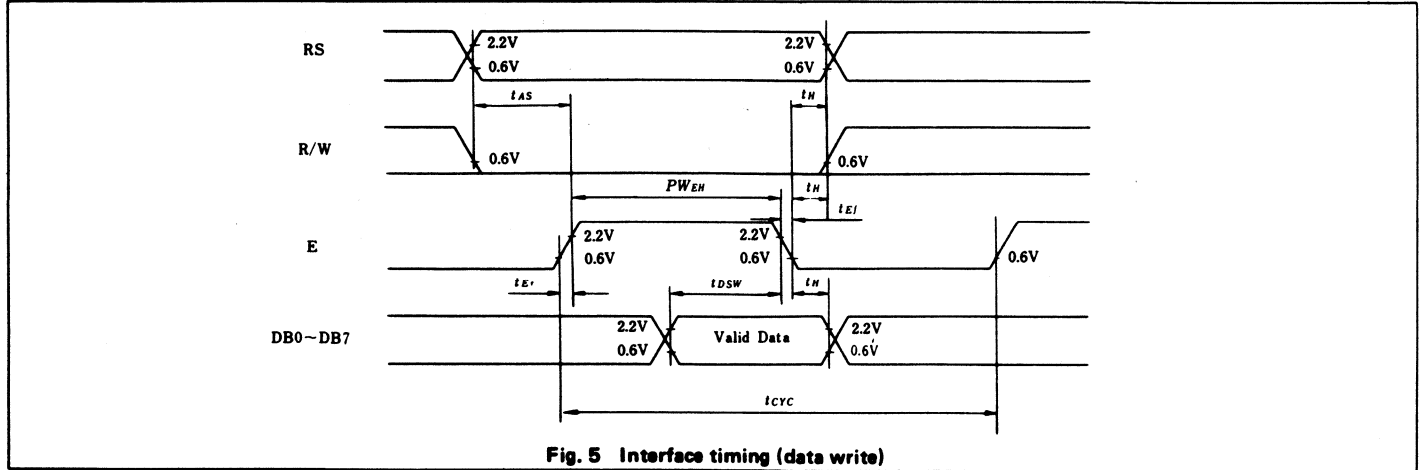 RS
2.2V
2.2V
0.6V
0.6V
tAS
tH
R/W
0.6V
0.6V
PWEH
tH
tEf
E
2.2V
2.2V
0.6V
0.6V
0.6V
tEr
tDSW
tH
DB0~DB7
2.2V
Valid Data
2.2V
0.6V
0.6V
tCYC
Fig. 5 Interface timing (data write)